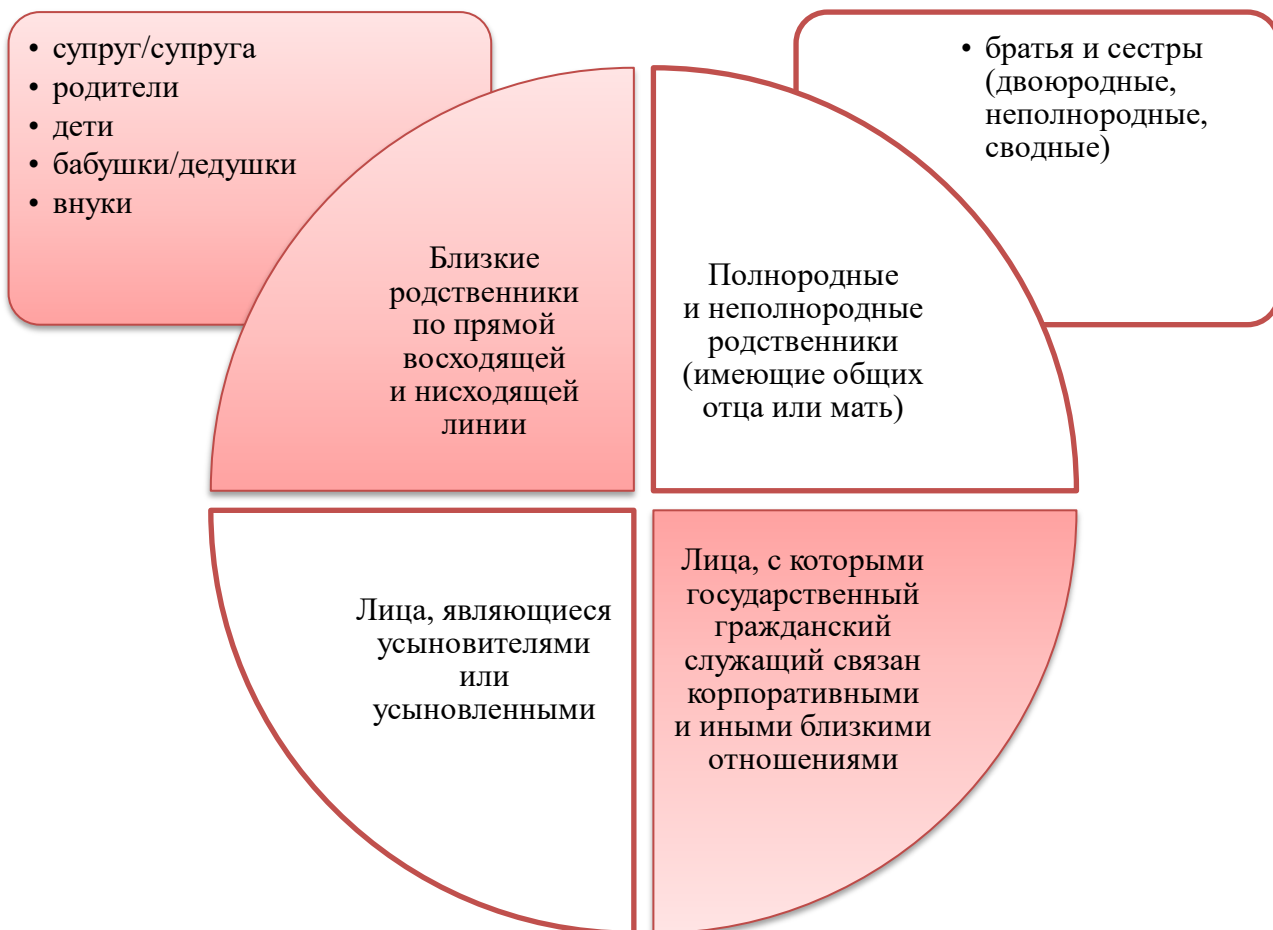 • супруг/супруга
• родители
• дети
• бабушки/дедушки
• внуки
• братья и сестры
(двоюродные,
неполнородные,
сводные)
Близкие
родственники
по прямой
восходящей
и нисходящей
линии
Полнородные
и неполнородные
родственники
(имеющие общих
отца или мать)
Лица, являющиеся
усыновителями
или
усыновленными
Лица, с которыми
государственный
гражданский
служащий связан
корпоративными
и иными близкими
отношениями